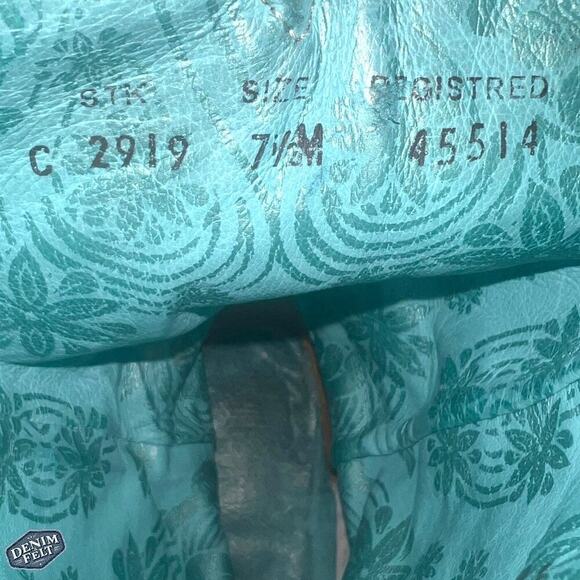 STK SIZE REGISTRED
C 2919 7½M 45514
DENIM
FELT